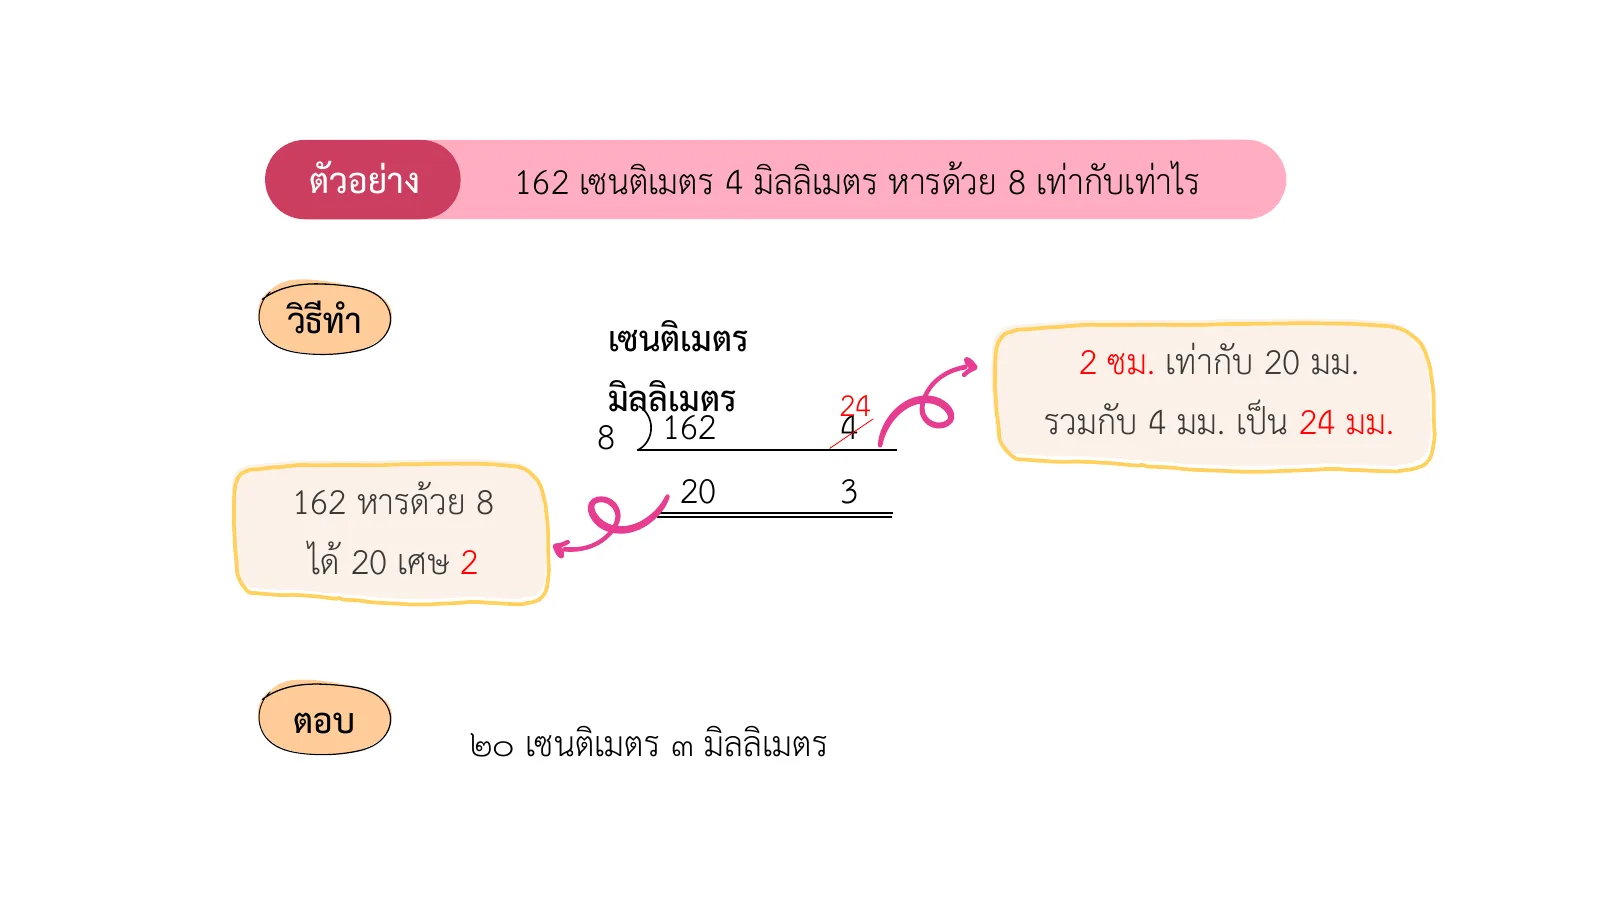 ตัวอย่าง
162 เซนติเมตร 4 มิลลิเมตร หารด้วย 8 เท่ากับเท่าไร
วิธีทำ
เซนติเมตร
มิลลิเมตร
24
8 162 4
20 3
2 ซม. เท่ากับ 20 มม.
รวมกับ 4 มม. เป็น 24 มม.
162 หารด้วย 8
ได้ 20 เศษ 2
ตอบ
๒๐ เซนติเมตร ๓ มิลลิเมตร